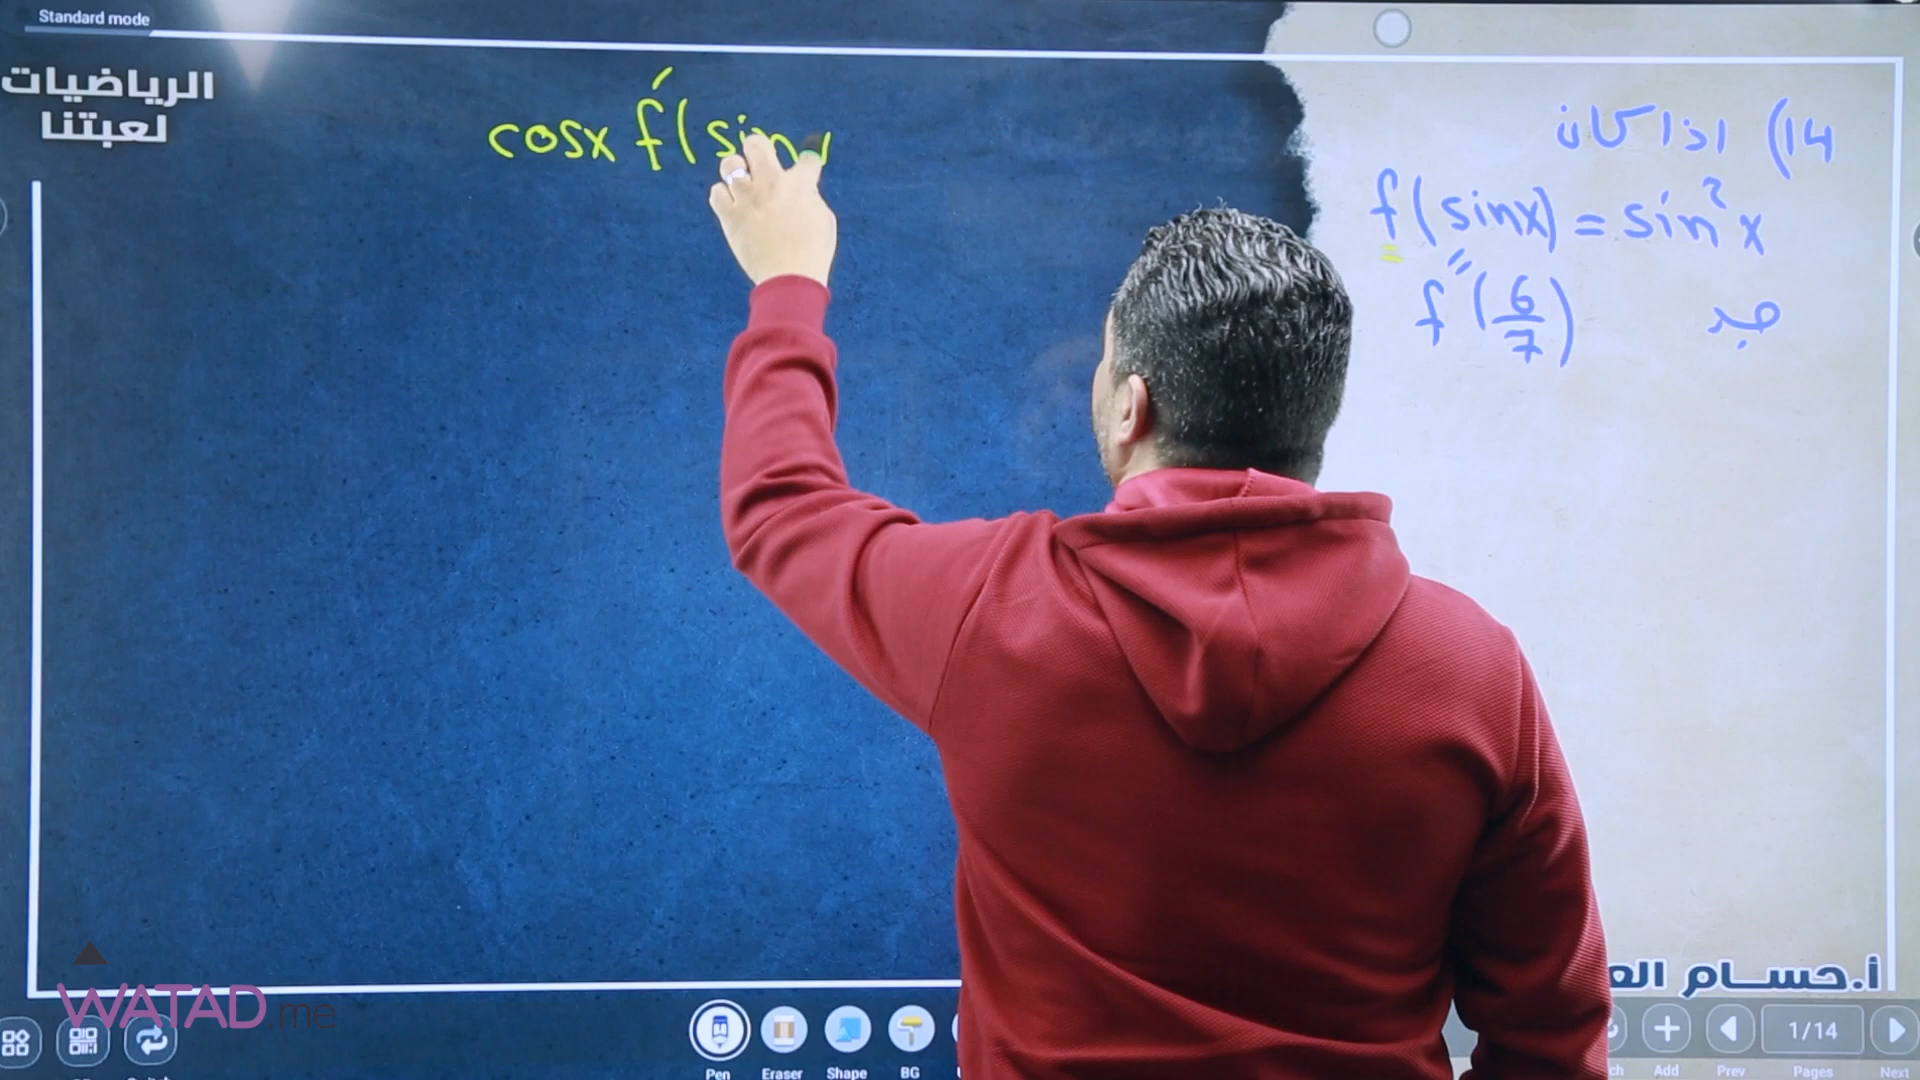 Standard mode
الرياضيات
لعبتنا
cosx f́(sin
14) اذا كان
f(sinx) = sin²x
جد f″(6/7)
أ.حسام الع
WATAD.me
Pen Eraser Shape BG
Add Prev Pages Next
1/14